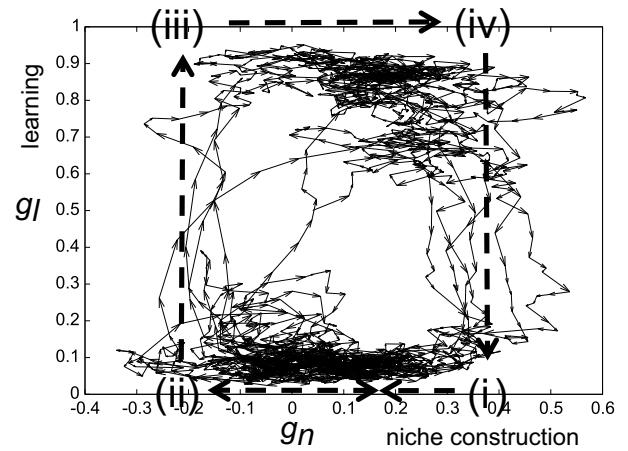 (iii) (iv)
1
0.9
0.8
0.7
0.6
0.5
0.4
0.3
0.2
0.1
0
learning
gl
(ii) (i)
-0.4 -0.3 -0.2 -0.1 0 0.1 0.2 0.3 0.4 0.5 0.6
gn niche construction